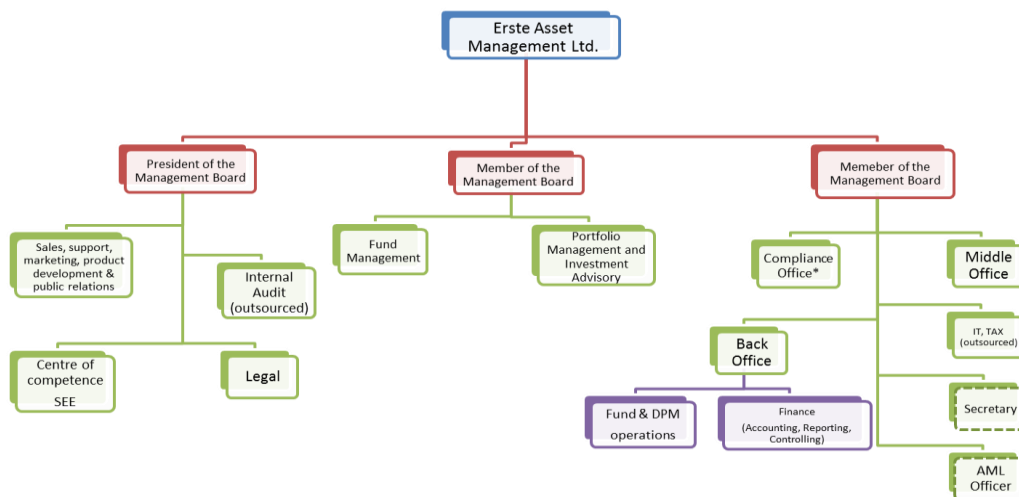 Erste Asset
Management Ltd.
President of the
Management Board
Member of the
Management Board
Memeber of the
Management Board
Sales, support,
marketing, product
development &
public relations
Internal
Audit
(outsourced)
Centre of
competence
SEE
Legal
Fund
Management
Portfolio
Management and
Investment
Advisory
Compliance
Office*
Middle
Office
IT, TAX
(outsourced)
Back
Office
Fund & DPM
operations
Finance
(Accounting, Reporting,
Controlling)
Secretary
AML
Officer